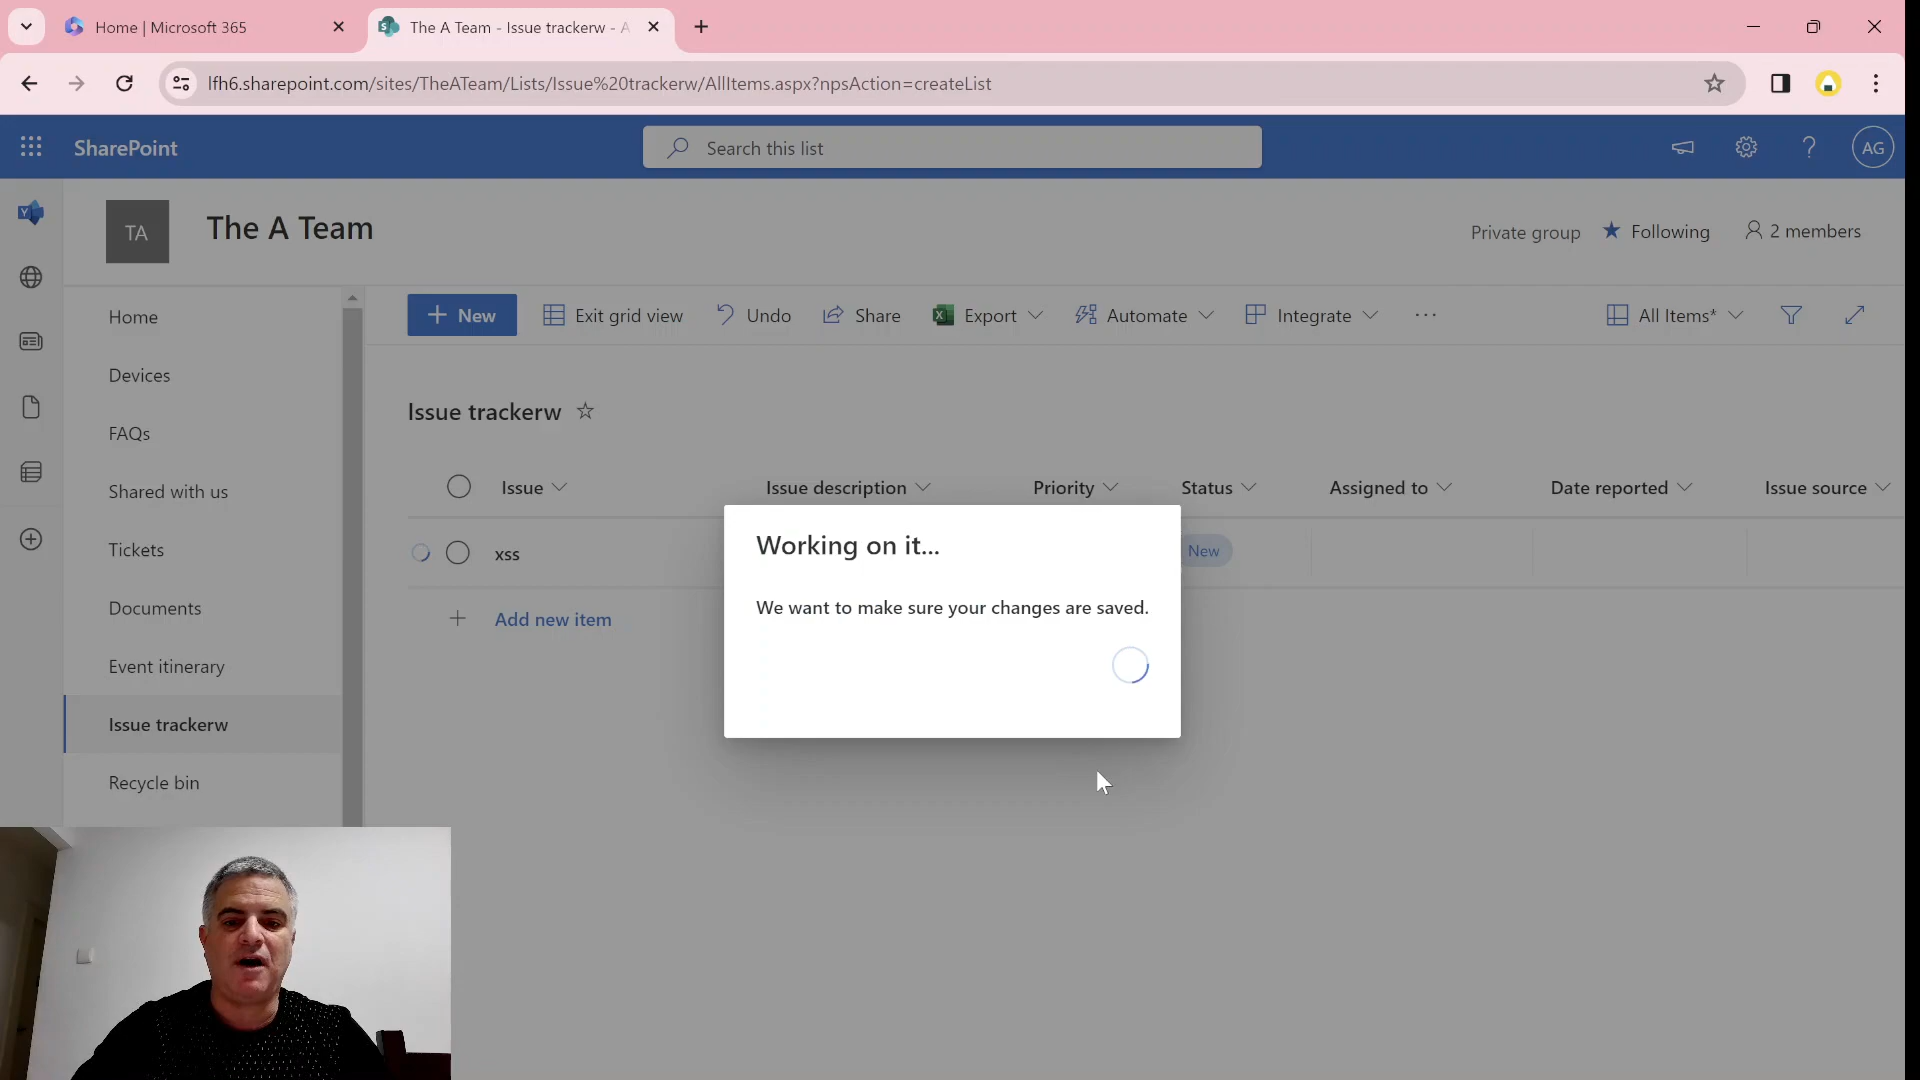 Home | Microsoft 365
The A Team - Issue trackerw - A
lfh6.sharepoint.com/sites/TheATeam/Lists/Issue%20trackerw/AllItems.aspx?npsAction=createList
SharePoint
Search this list
AG
TA
The A Team
Private group
Following
2 members
Home
Devices
FAQs
Shared with us
Tickets
Documents
Event itinerary
Issue trackerw
Recycle bin
New
Exit grid view
Undo
Share
Export
Automate
Integrate
All Items*
Issue trackerw
Issue
Issue description
Priority
Status
Assigned to
Date reported
Issue source
xss
New
Add new item
Working on it...
We want to make sure your changes are saved.